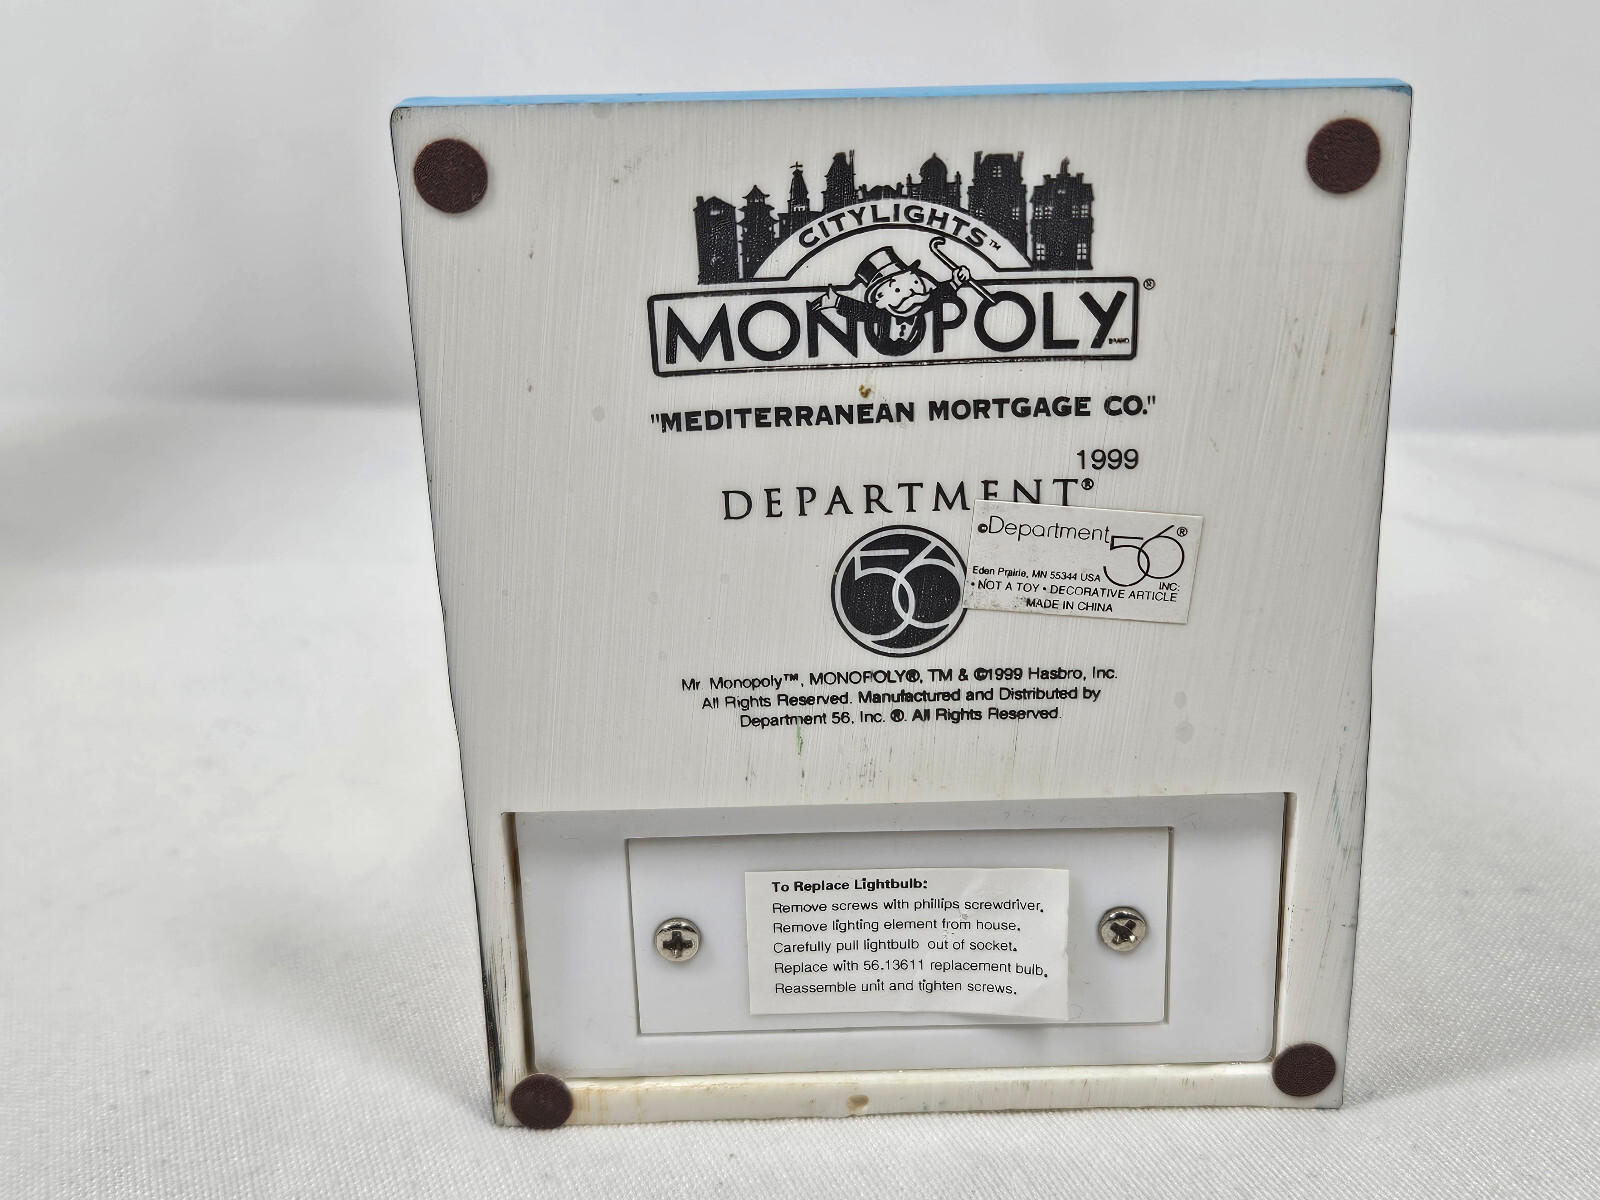 CITYLIGHTS™
MONOPOLY®
BRAND
"MEDITERRANEAN MORTGAGE CO."
1999
DEPARTMENT®
56
©Department 56®
Eden Prairie, MN 55344 USA INC.
• NOT A TOY • DECORATIVE ARTICLE
MADE IN CHINA
Mr. Monopoly™, MONOPOLY®, TM & ©1999 Hasbro, Inc.
All Rights Reserved. Manufactured and Distributed by
Department 56, Inc. ®. All Rights Reserved.
To Replace Lightbulb:
Remove screws with phillips screwdriver.
Remove lighting element from house.
Carefully pull lightbulb out of socket.
Replace with 56.13611 replacement bulb.
Reassemble unit and tighten screws.